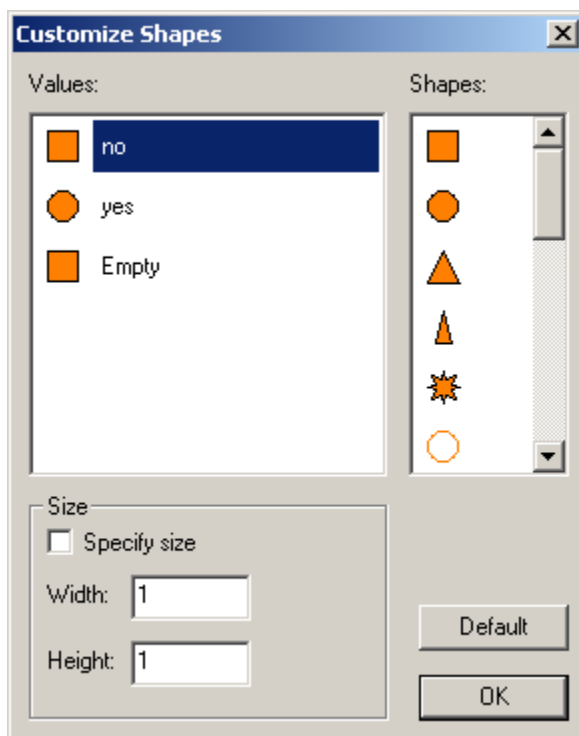 Customize Shapes
Values:
Shapes:
no
yes
Empty
Size
Specify size
Width: 1
Height: 1
Default
OK